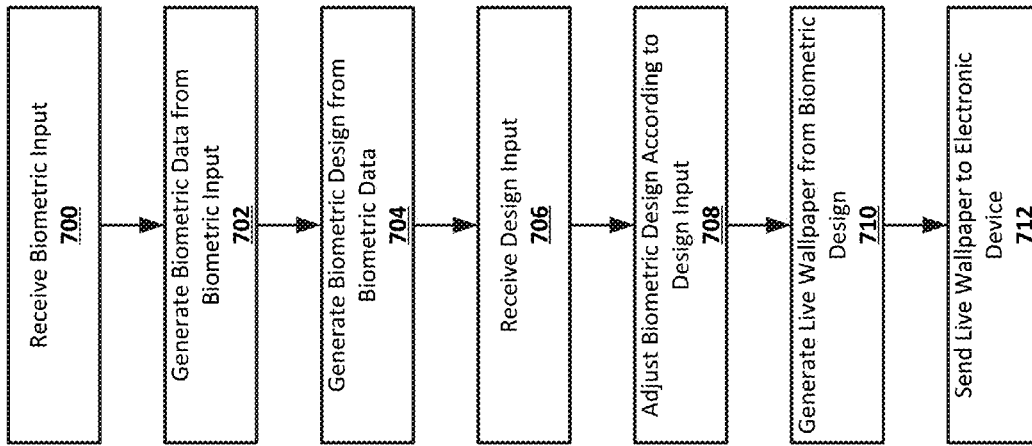 Receive Biometric Input
700
Generate Biometric Data from
Biometric Input
702
Generate Biometric Design from
Biometric Data
704
Receive Design Input
706
Adjust Biometric Design According to
Design Input
708
Generate Live Wallpaper from Biometric
Design
710
Send Live Wallpaper to Electronic
Device
712